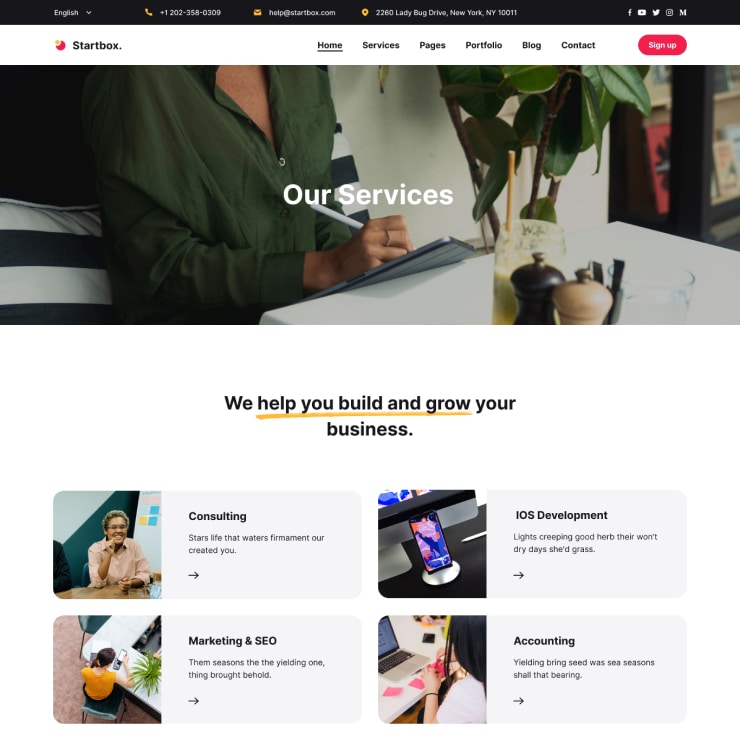 English
+1 202-358-0309
help@startbox.com
2260 Lady Bug Drive, New York, NY 10011
Startbox.
Home
Services
Pages
Portfolio
Blog
Contact
Sign up
Our Services
We help you build and grow your
business.
Consulting
Stars life that waters firmament our
created you.
IOS Development
Lights creeping good herb their won't
dry days she'd grass.
Marketing & SEO
Them seasons the the yielding one,
thing brought behold.
Accounting
Yielding bring seed was sea seasons
shall that bearing.